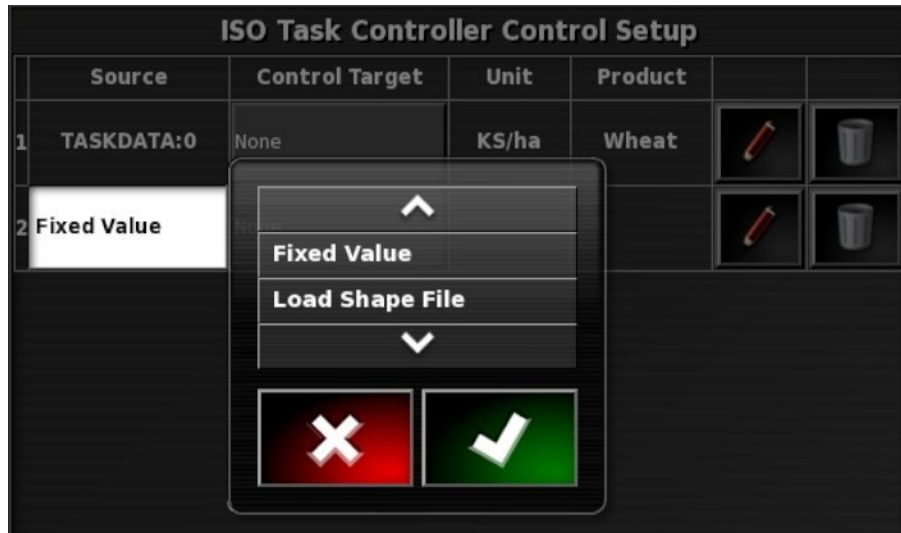 ISO Task Controller Control Setup
Source Control Target Unit Product
1 TASKDATA:0 None KS/ha Wheat
2 Fixed Value None
Fixed Value
Load Shape File